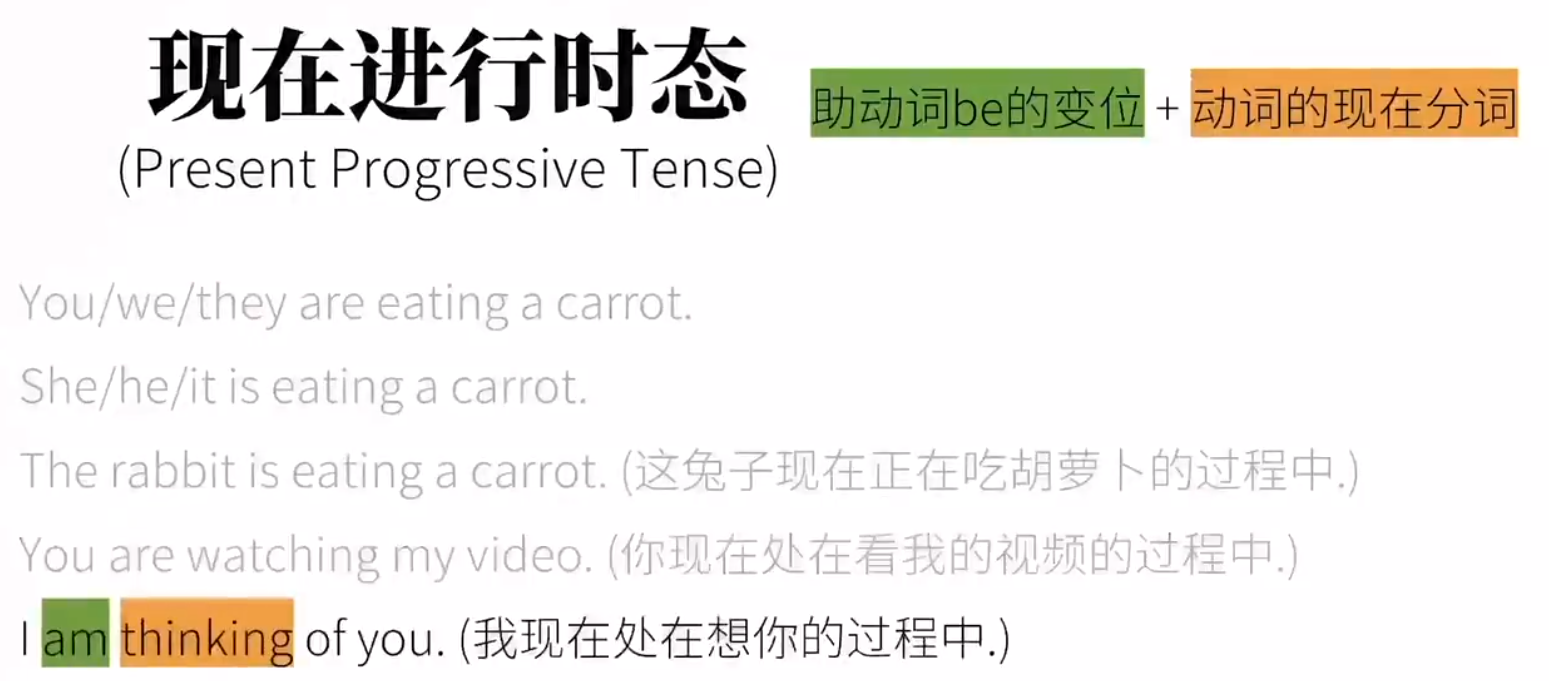 现在进行时态
助动词be的变位 + 动词的现在分词
(Present Progressive Tense)
You/we/they are eating a carrot.
She/he/it is eating a carrot.
The rabbit is eating a carrot. (这兔子现在正在吃胡萝卜的过程中.)
You are watching my video. (你现在处在看我的视频的过程中.)
I am thinking of you. (我现在处在想你的过程中.)